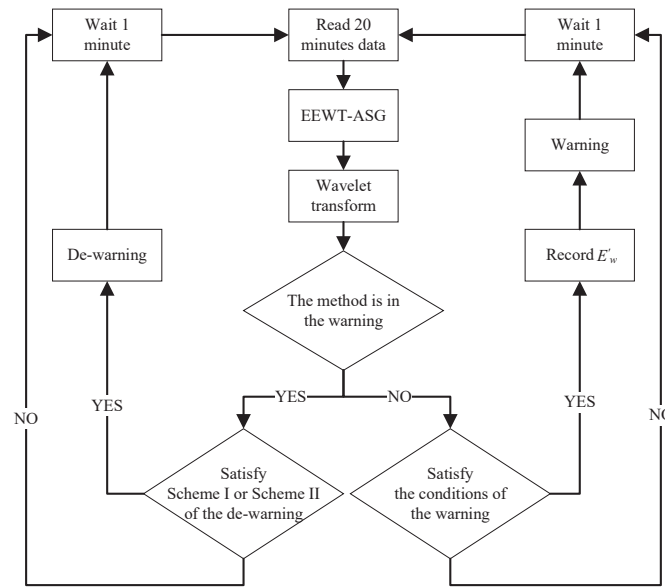 Wait 1
minute
Read 20
minutes data
Wait 1
minute
EEWT-ASG
Warning
Wavelet
transform
De-warning
Record E'w
The method is in
the warning
NO
YES
YES
NO
YES
NO
Satisfy
Scheme I or Scheme II
of the de-warning
Satisfy
the conditions of
the warning